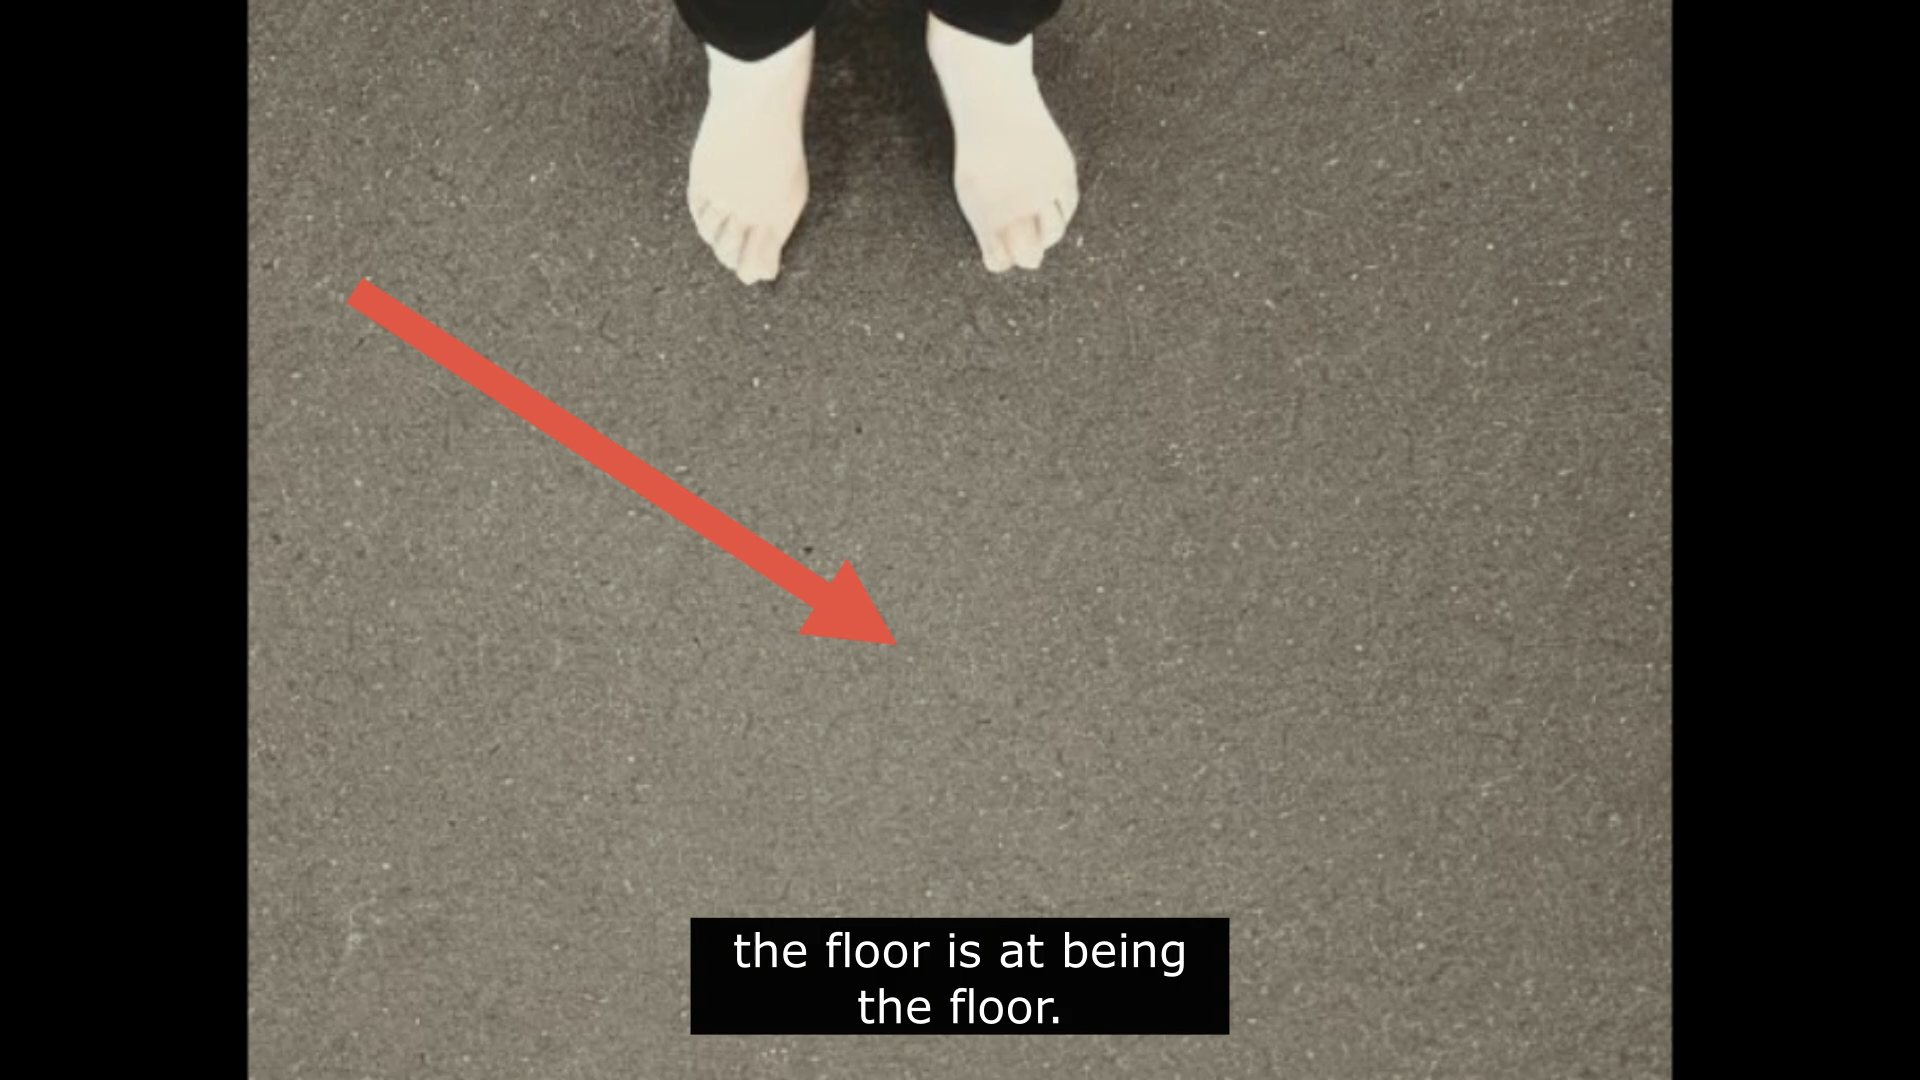 the floor is at being
the floor.